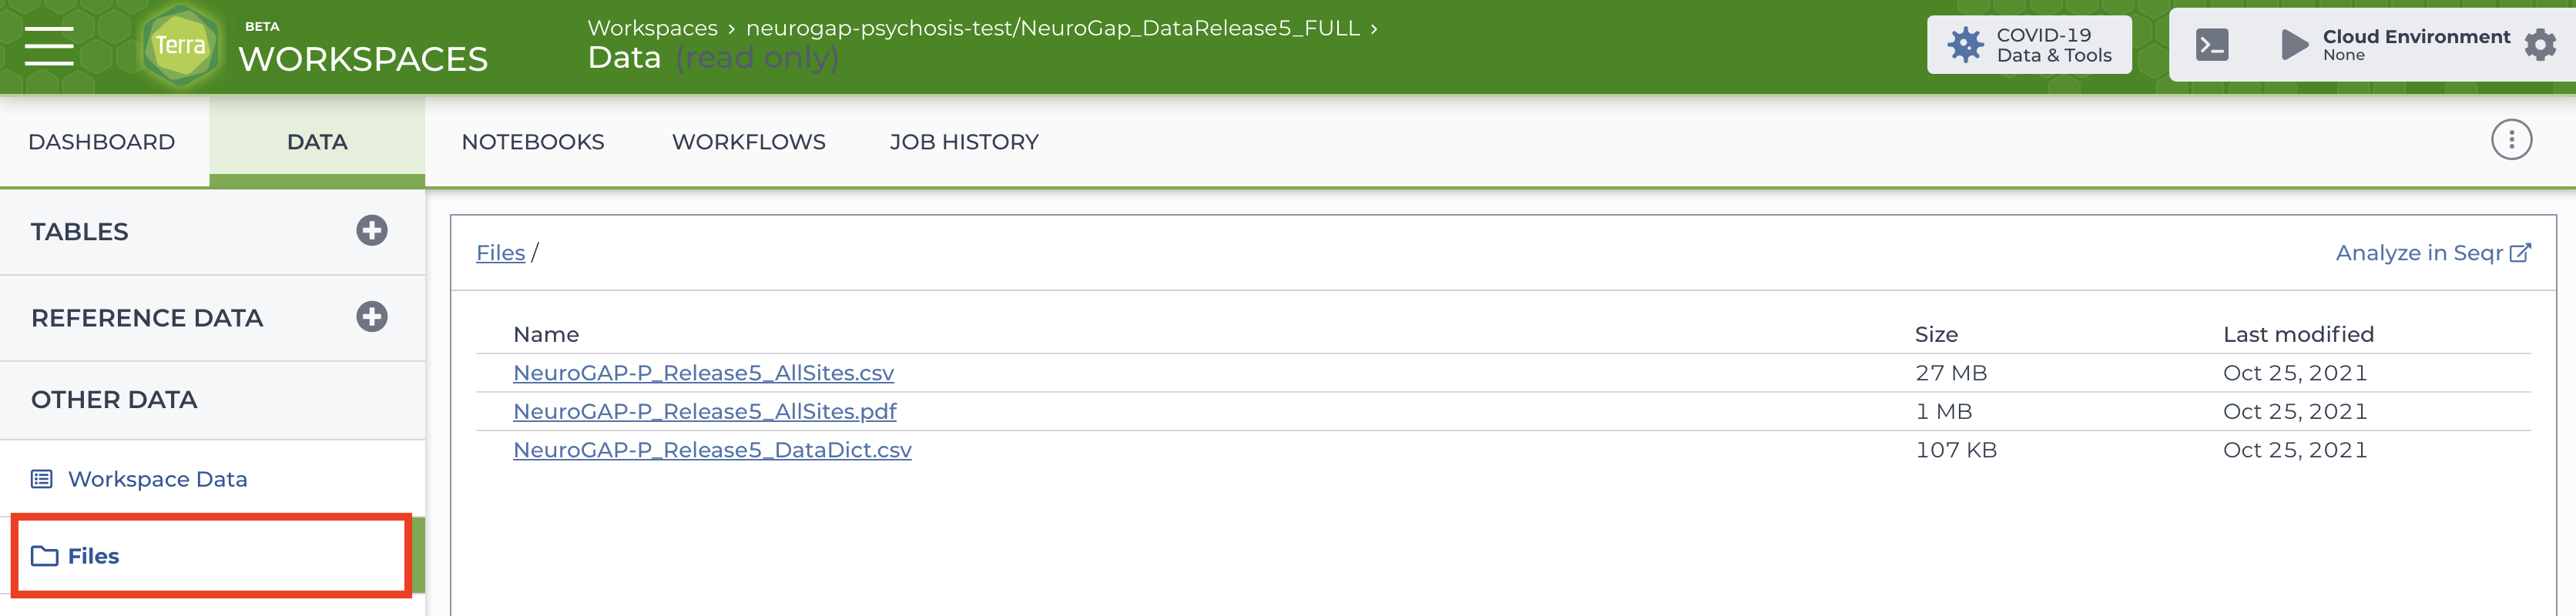 Terra
BETA
WORKSPACES
Workspaces › neurogap-psychosis-test/NeuroGap_DataRelease5_FULL ›
Data (read only)
COVID-19
Data & Tools
Cloud Environment
None
DASHBOARD
DATA
NOTEBOOKS
WORKFLOWS
JOB HISTORY
TABLES
REFERENCE DATA
OTHER DATA
Workspace Data
Files
Files /
Analyze in Seqr
Name Size Last modified
NeuroGAP-P_Release5_AllSites.csv 27 MB Oct 25, 2021
NeuroGAP-P_Release5_AllSites.pdf 1 MB Oct 25, 2021
NeuroGAP-P_Release5_DataDict.csv 107 KB Oct 25, 2021